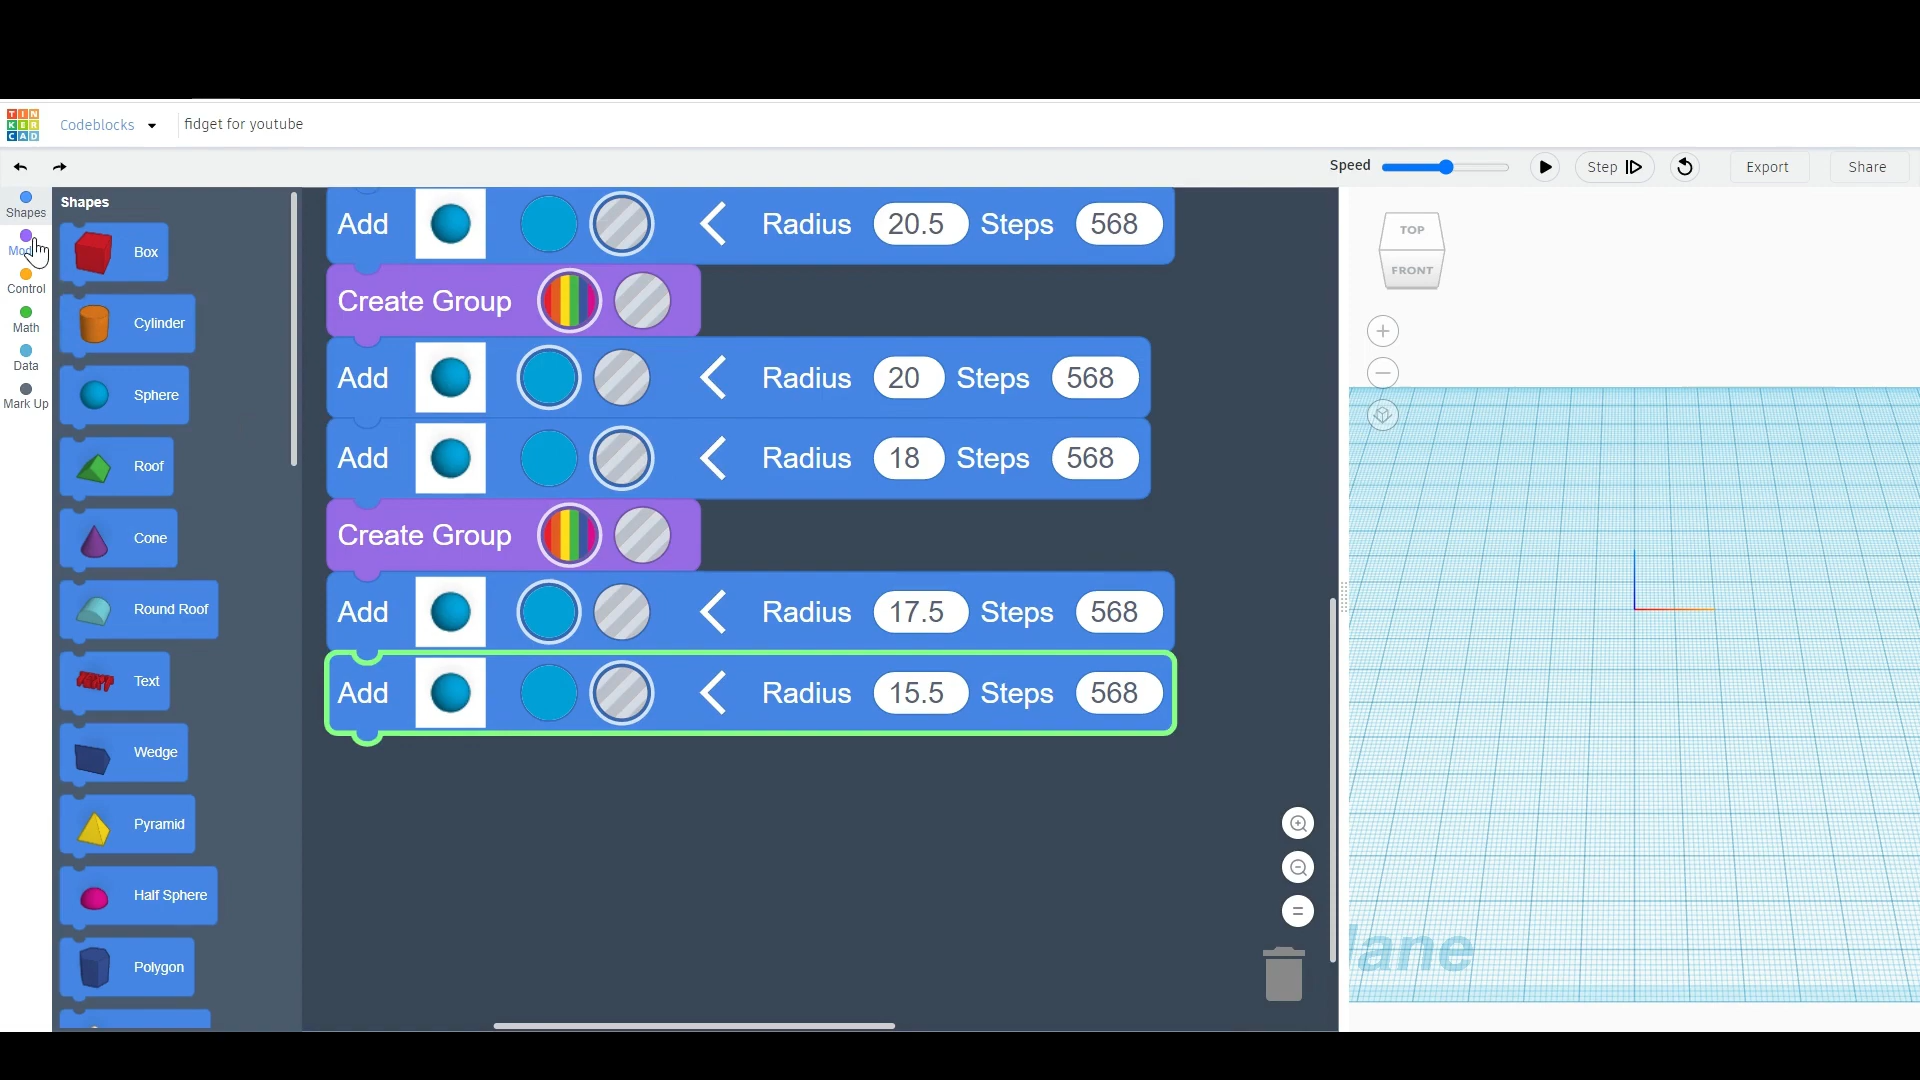 TIN
KER
CAD
Codeblocks
fidget for youtube
Speed
Step
Export
Share
Shapes
Control
Math
Data
Mark Up
Shapes
Box
Cylinder
Sphere
Roof
Cone
Round Roof
Text
Wedge
Pyramid
Half Sphere
Polygon
Add Radius 20.5 Steps 568
Create Group
Add Radius 20 Steps 568
Add Radius 18 Steps 568
Create Group
Add Radius 17.5 Steps 568
Add Radius 15.5 Steps 568
TOP
FRONT
lane